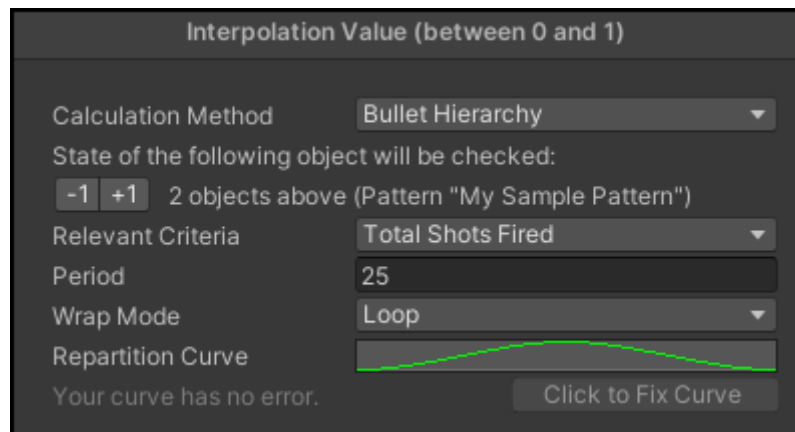 Interpolation Value (between 0 and 1)
Calculation Method Bullet Hierarchy
State of the following object will be checked:
-1 +1 2 objects above (Pattern "My Sample Pattern")
Relevant Criteria Total Shots Fired
Period 25
Wrap Mode Loop
Repartition Curve
Your curve has no error. Click to Fix Curve